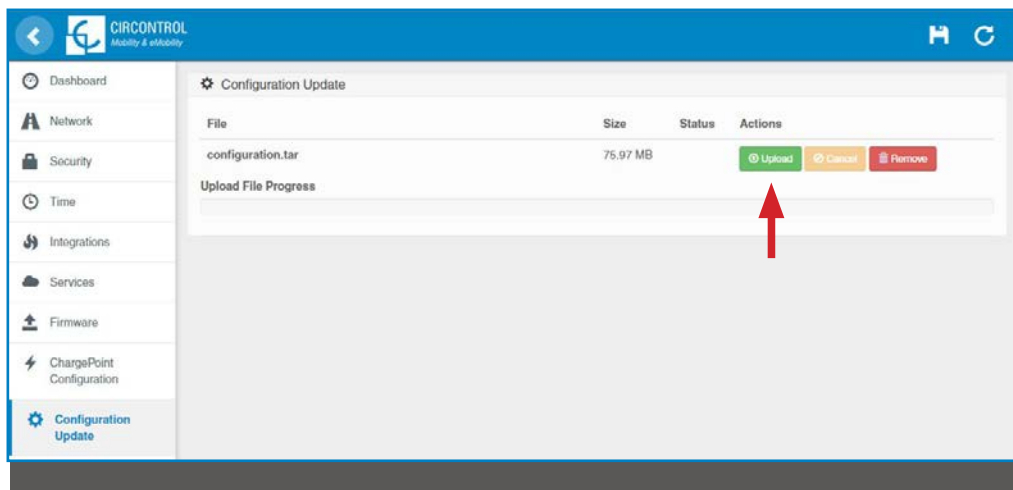 CIRCONTROL
Mobility & eMobility
Dashboard
Network
Security
Time
Integrations
Services
Firmware
ChargePoint
Configuration
Configuration
Update
Configuration Update
File Size Status Actions
configuration.tar 75.97 MB Upload Cancel Remove
Upload File Progress